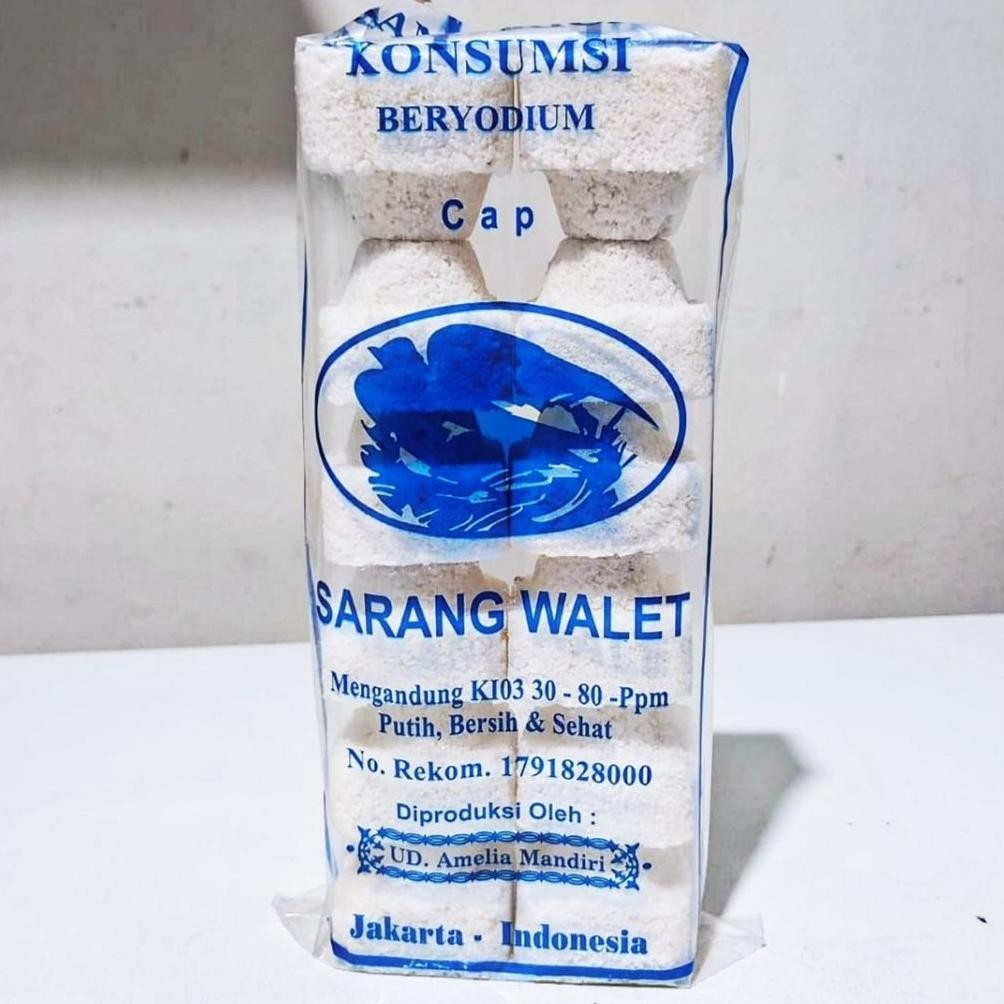 KONSUMSI
BERYODIUM
Cap
SARANG WALET
Mengandung KI03 30 - 80 -Ppm
Putih, Bersih & Sehat
No. Rekom. 1791828000
Diproduksi Oleh :
UD. Amelia Mandiri
Jakarta - Indonesia